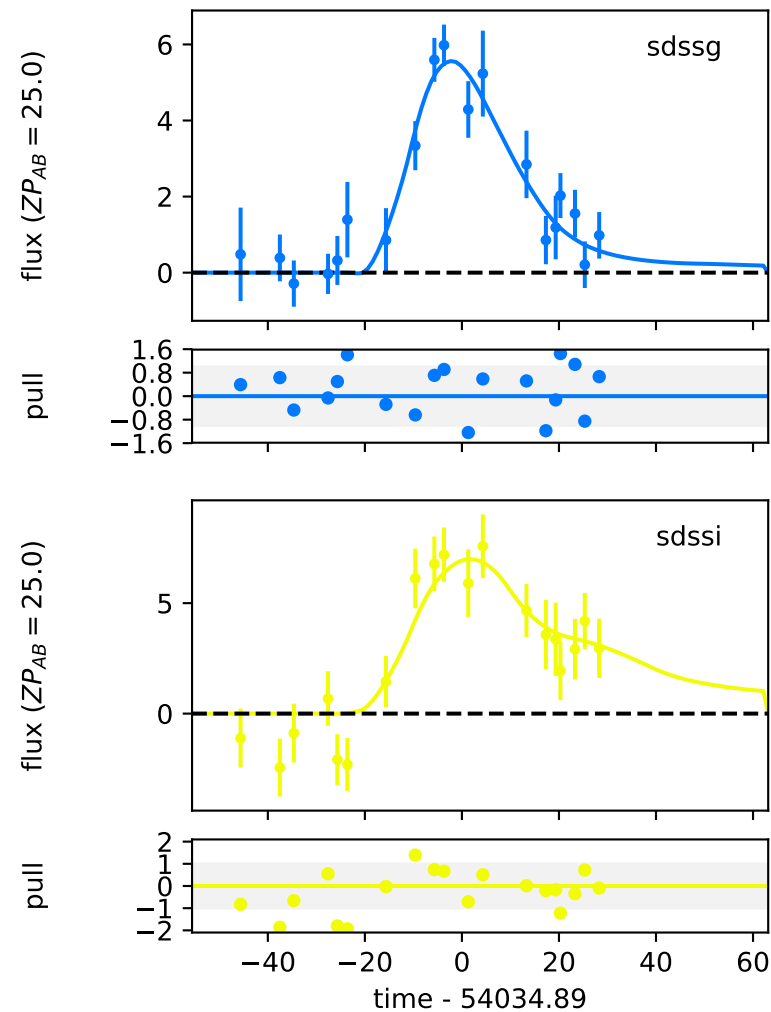 flux (ZP_AB = 25.0)
sdssg
6
4
2
0
pull
1.6
0.8
0.0
−0.8
−1.6
flux (ZP_AB = 25.0)
sdssi
5
0
pull
2
1
0
−1
−2
−40 −20 0 20 40 60
time - 54034.89